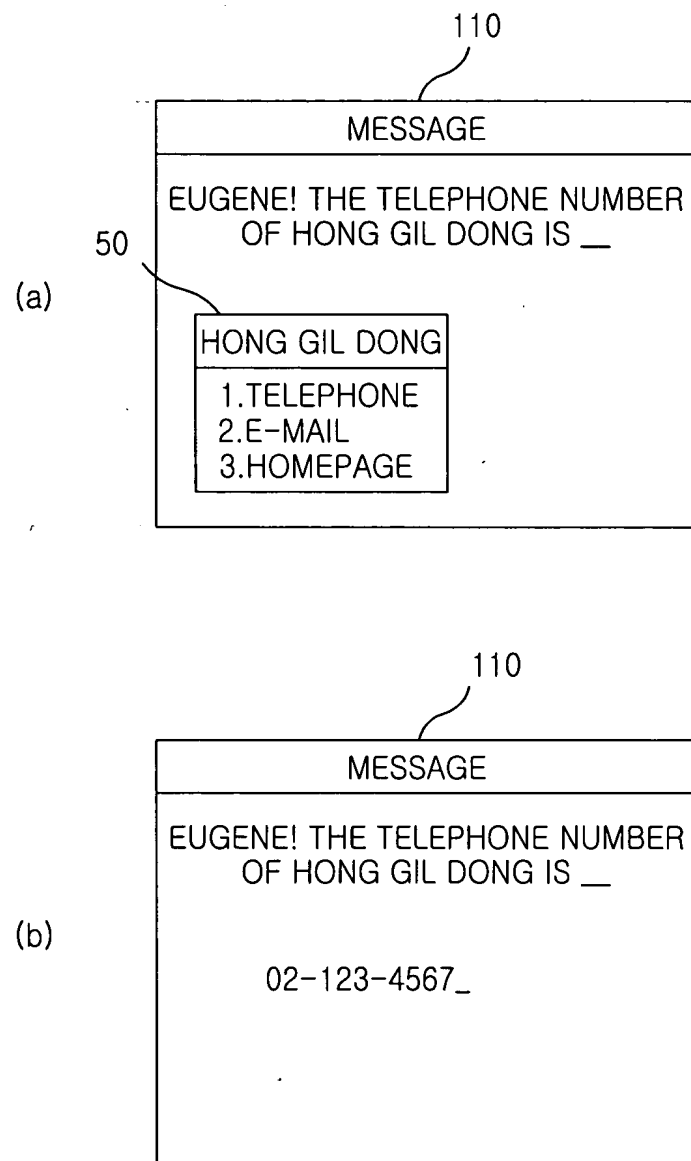 110
MESSAGE
EUGENE! THE TELEPHONE NUMBER
OF HONG GIL DONG IS __
50
(a)
HONG GIL DONG
1.TELEPHONE
2.E-MAIL
3.HOMEPAGE
110
MESSAGE
EUGENE! THE TELEPHONE NUMBER
OF HONG GIL DONG IS __
(b)
02-123-4567_